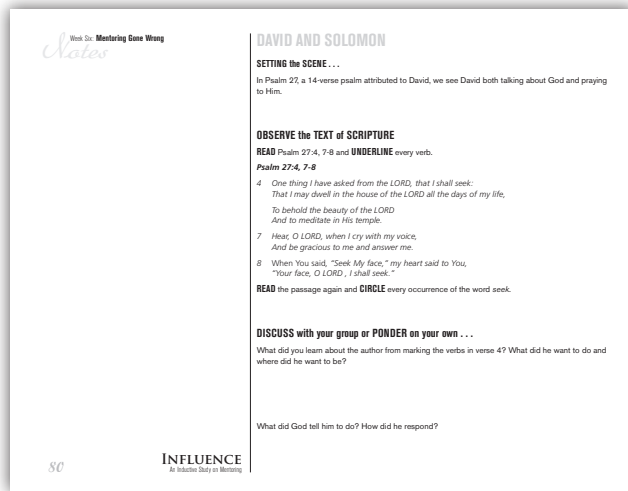 Week Six: Mentoring Gone Wrong
Notes
DAVID AND SOLOMON
SETTING the SCENE . . .
In Psalm 27, a 14-verse psalm attributed to David, we see David both talking about God and praying
to Him.
OBSERVE the TEXT of SCRIPTURE
READ Psalm 27:4, 7-8 and UNDERLINE every verb.
Psalm 27:4, 7-8
4 One thing I have asked from the LORD, that I shall seek:
That I may dwell in the house of the LORD all the days of my life,
To behold the beauty of the LORD
And to meditate in His temple.
7 Hear, O LORD, when I cry with my voice,
And be gracious to me and answer me.
8 When You said, “Seek My face,” my heart said to You,
“Your face, O LORD , I shall seek.”
READ the passage again and CIRCLE every occurrence of the word seek.
DISCUSS with your group or PONDER on your own . . .
What did you learn about the author from marking the verbs in verse 4? What did he want to do and
where did he want to be?
What did God tell him to do? How did he respond?
80
INFLUENCE
An Inductive Study on Mentoring